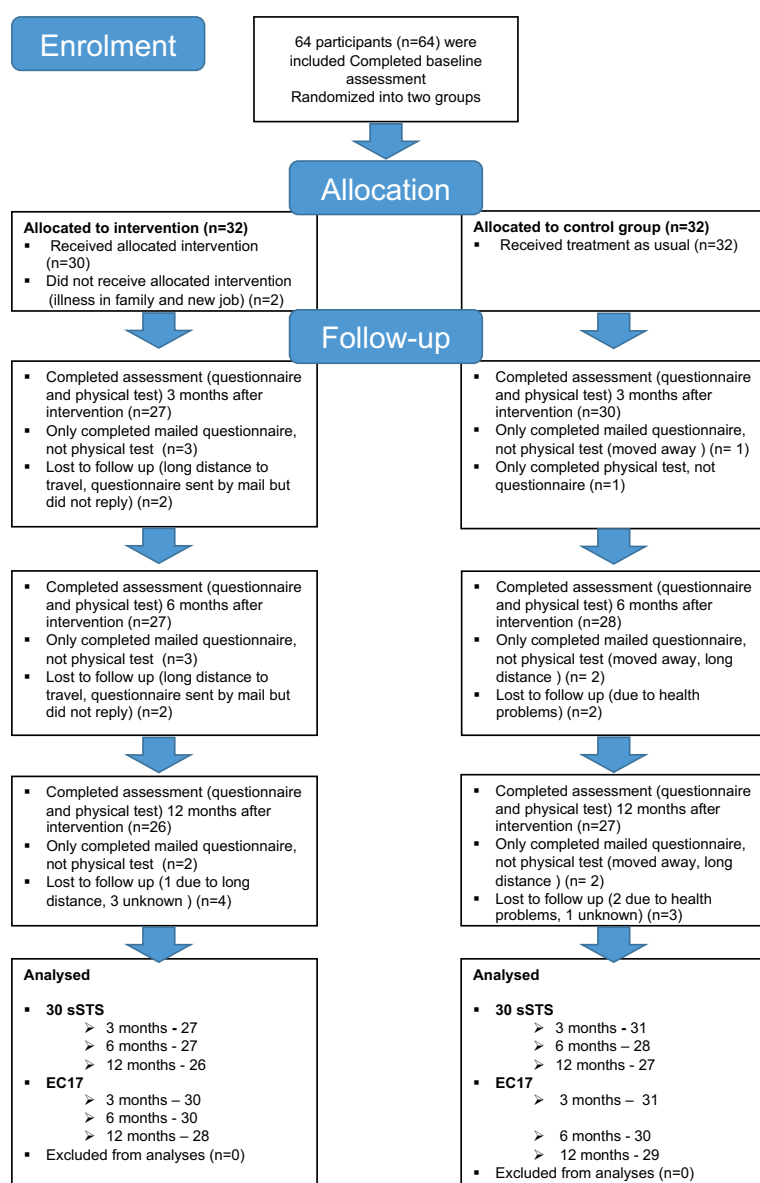 Enrolment
64 participants (n=64) were
included Completed baseline
assessment
Randomized into two groups
Allocation
Allocated to intervention (n=32)
▪ Received allocated intervention
(n=30)
▪ Did not receive allocated intervention
(illness in family and new job) (n=2)
Allocated to control group (n=32)
▪ Received treatment as usual (n=32)
Follow-up
▪ Completed assessment (questionnaire
and physical test) 3 months after
intervention (n=27)
▪ Only completed mailed questionnaire,
not physical test (n=3)
▪ Lost to follow up (long distance to
travel, questionnaire sent by mail but
did not reply) (n=2)
▪ Completed assessment (questionnaire
and physical test) 3 months after
intervention (n=30)
▪ Only completed mailed questionnaire,
not physical test (moved away ) (n= 1)
▪ Only completed physical test, not
questionnaire (n=1)
▪ Completed assessment (questionnaire
and physical test) 6 months after
intervention (n=27)
▪ Only completed mailed questionnaire,
not physical test (n=3)
▪ Lost to follow up (long distance to
travel, questionnaire sent by mail but
did not reply) (n=2)
▪ Completed assessment (questionnaire
and physical test) 6 months after
intervention (n=28)
▪ Only completed mailed questionnaire,
not physical test (moved away, long
distance ) (n= 2)
▪ Lost to follow up (due to health
problems) (n=2)
▪ Completed assessment (questionnaire
and physical test) 12 months after
intervention (n=26)
▪ Only completed mailed questionnaire,
not physical test (n=2)
▪ Lost to follow up (1 due to long
distance, 3 unknown ) (n=4)
▪ Completed assessment (questionnaire
and physical test) 12 months after
intervention (n=27)
▪ Only completed mailed questionnaire,
not physical test (moved away, long
distance ) (n= 2)
▪ Lost to follow up (2 due to health
problems, 1 unknown) (n=3)
Analysed
▪ 30 sSTS
➢ 3 months - 27
➢ 6 months - 27
➢ 12 months - 26
▪ EC17
➢ 3 months – 30
➢ 6 months - 30
➢ 12 months – 28
▪ Excluded from analyses (n=0)
Analysed
▪ 30 sSTS
➢ 3 months - 31
➢ 6 months – 28
➢ 12 months - 27
▪ EC17
➢ 3 months – 31
➢ 6 months - 30
➢ 12 months - 29
▪ Excluded from analyses (n=0)